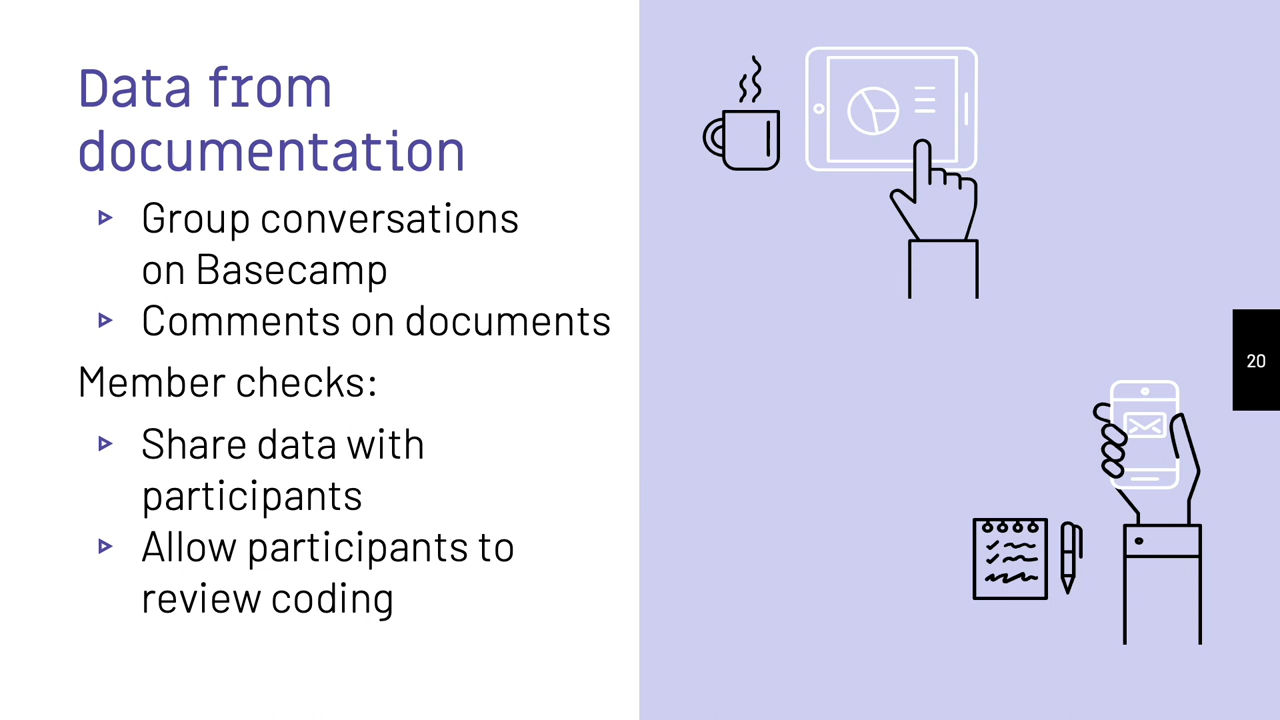 Data from
documentation
Group conversations
on Basecamp
Comments on documents
Member checks:
Share data with
participants
Allow participants to
review coding
20